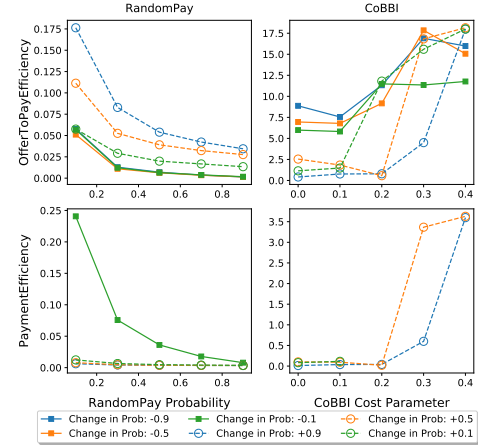 RandomPay
CoBBI
OfferToPayEfficiency
0.175
0.150
0.125
0.100
0.075
0.050
0.025
0.000
0.2 0.4 0.6 0.8
17.5
15.0
12.5
10.0
7.5
5.0
2.5
0.0
0.0 0.1 0.2 0.3 0.4
PaymentEfficiency
0.25
0.20
0.15
0.10
0.05
0.00
3.5
3.0
2.5
2.0
1.5
1.0
0.5
0.0
0.2 0.4 0.6 0.8
0.0 0.1 0.2 0.3 0.4
RandomPay Probability
CoBBI Cost Parameter
Change in Prob: -0.9 Change in Prob: -0.1 Change in Prob: +0.5
Change in Prob: -0.5 Change in Prob: +0.9 Change in Prob: +0.1